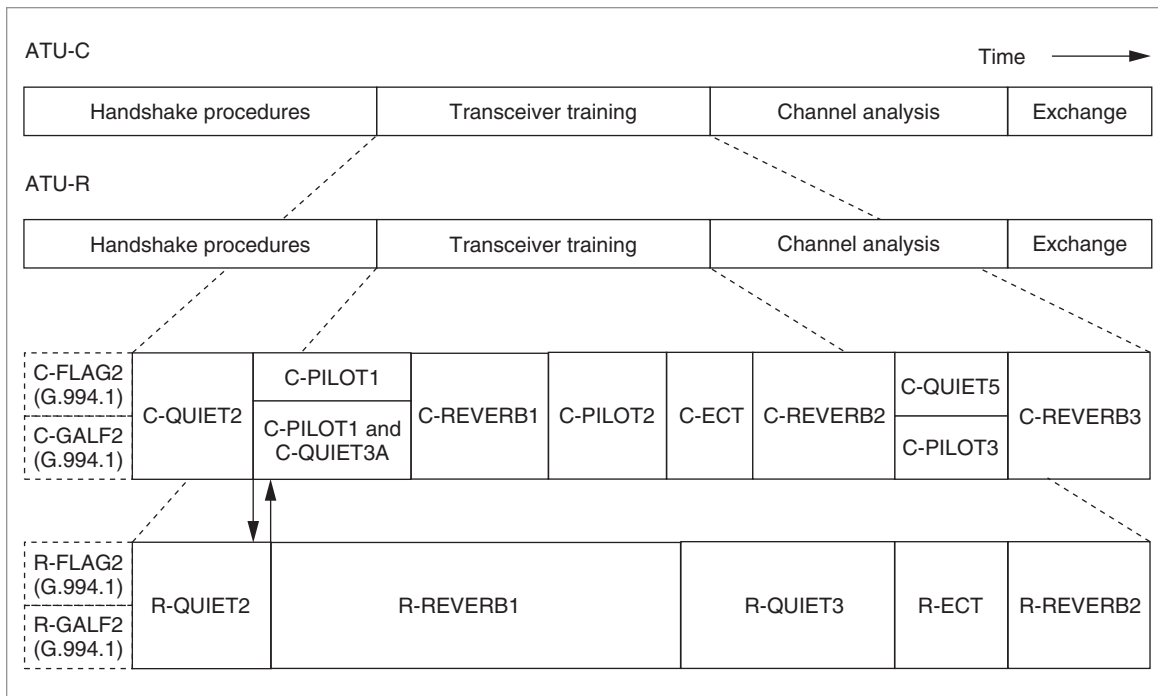 ATU-C
Time
Handshake procedures
Transceiver training
Channel analysis
Exchange
ATU-R
Handshake procedures
Transceiver training
Channel analysis
Exchange
C-FLAG2
(G.994.1)
C-GALF2
(G.994.1)
C-QUIET2
C-PILOT1
C-PILOT1 and
C-QUIET3A
C-REVERB1
C-PILOT2
C-ECT
C-REVERB2
C-QUIET5
C-PILOT3
C-REVERB3
R-FLAG2
(G.994.1)
R-GALF2
(G.994.1)
R-QUIET2
R-REVERB1
R-QUIET3
R-ECT
R-REVERB2